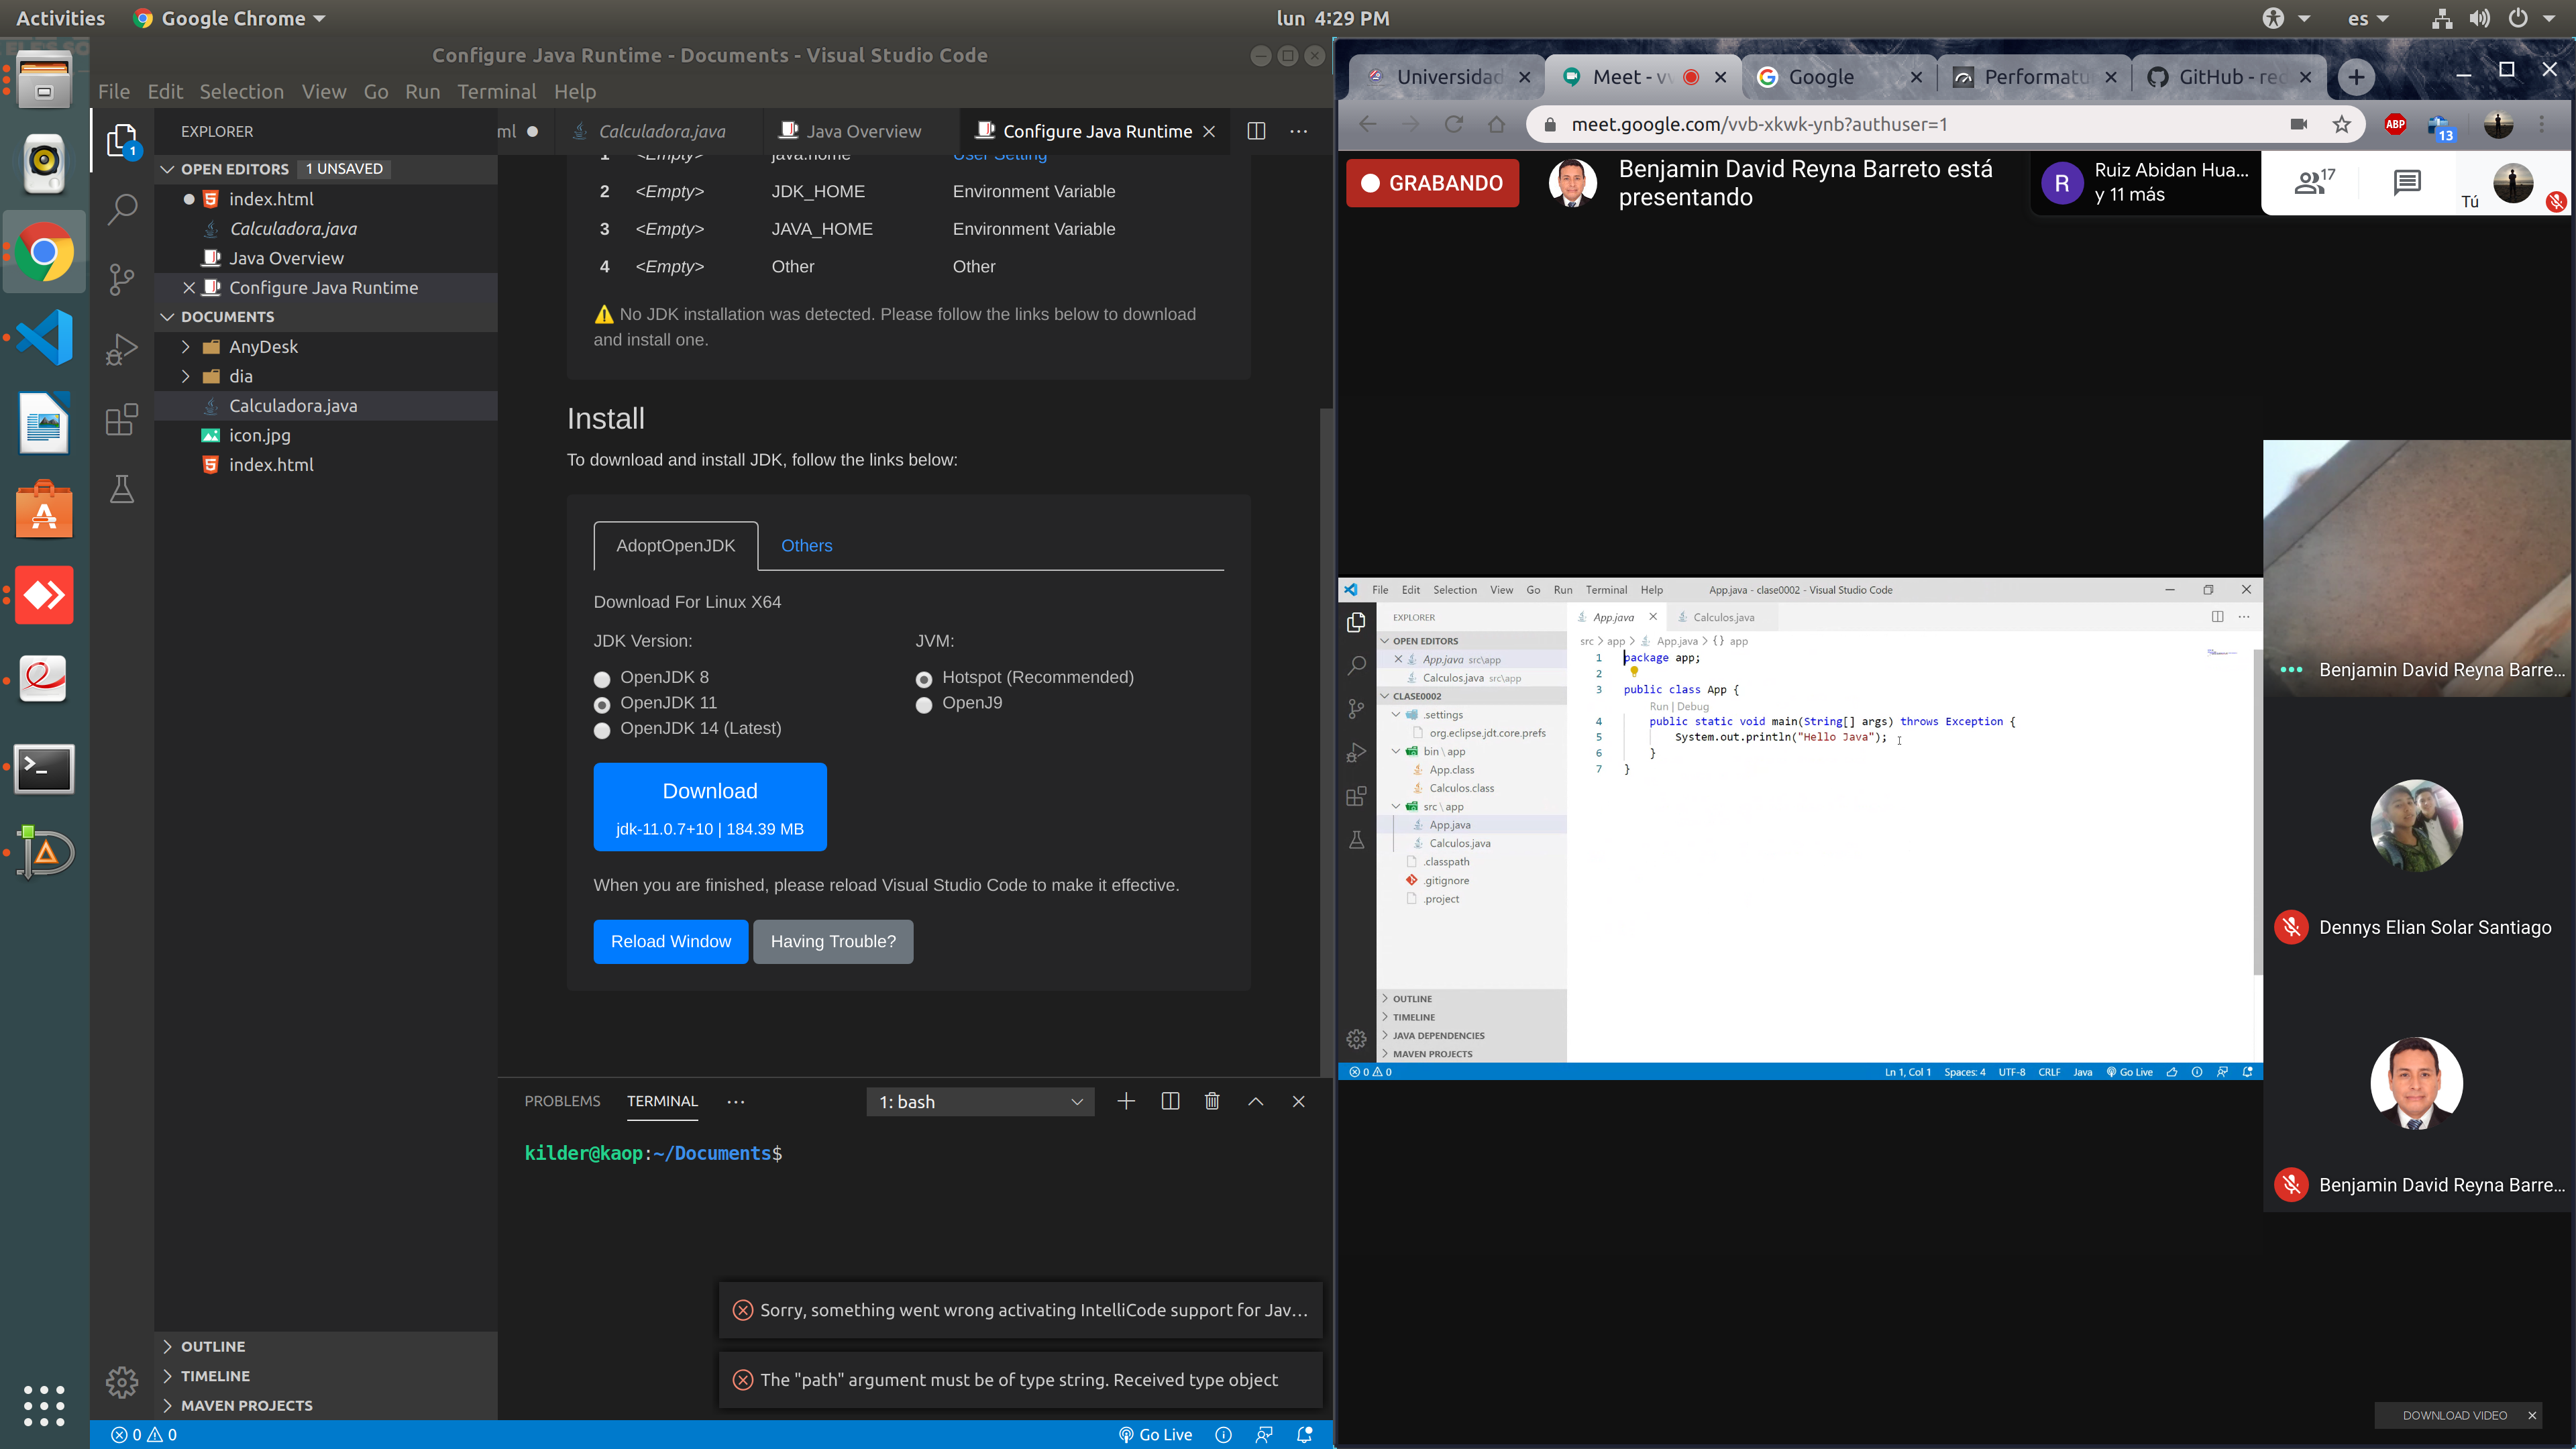 Activities
Google Chrome
lun 4:29 PM
es
Configure Java Runtime - Documents - Visual Studio Code
File Edit Selection View Go Run Terminal Help
EXPLORER
OPEN EDITORS 1 UNSAVED
index.html
Calculadora.java
Java Overview
Configure Java Runtime
DOCUMENTS
AnyDesk
dia
Calculadora.java
icon.jpg
index.html
OUTLINE
TIMELINE
MAVEN PROJECTS
ml
Calculadora.java
Java Overview
Configure Java Runtime
1 <Empty> java.home User Setting
2 <Empty> JDK_HOME Environment Variable
3 <Empty> JAVA_HOME Environment Variable
4 <Empty> Other Other
No JDK installation was detected. Please follow the links below to download
and install one.
Install
To download and install JDK, follow the links below:
AdoptOpenJDK Others
Download For Linux X64
JDK Version: JVM:
OpenJDK 8 Hotspot (Recommended)
OpenJDK 11 OpenJ9
OpenJDK 14 (Latest)
Download
jdk-11.0.7+10 | 184.39 MB
When you are finished, please reload Visual Studio Code to make it effective.
Reload Window Having Trouble?
PROBLEMS TERMINAL ··· 1: bash
kilder@kaop:~/Documents$
Sorry, something went wrong activating IntelliCode support for Jav…
The "path" argument must be of type string. Received type object
0 0 Go Live
1
Universidad
Meet - vv
Google
Performatu
GitHub - rec
meet.google.com/vvb-xkwk-ynb?authuser=1
ABP
13
GRABANDO
Benjamin David Reyna Barreto está
presentando
R
Ruiz Abidan Hua...
y 11 más
17
Tú
File Edit Selection View Go Run Terminal Help App.java - clase0002 - Visual Studio Code
EXPLORER
OPEN EDITORS
App.java src\app
Calculos.java src\app
CLASE0002
.settings
org.eclipse.jdt.core.prefs
bin \ app
App.class
Calculos.class
src \ app
App.java
Calculos.java
.classpath
.gitignore
.project
OUTLINE
TIMELINE
JAVA DEPENDENCIES
MAVEN PROJECTS
App.java Calculos.java
src > app > App.java > {} app
1 package app;
2
3 public class App {
Run | Debug
4 public static void main(String[] args) throws Exception {
5 System.out.println("Hello Java");
6 }
7 }
0 0 Ln 1, Col 1 Spaces: 4 UTF-8 CRLF Java Go Live
Benjamin David Reyna Barre...
Dennys Elian Solar Santiago
Benjamin David Reyna Barre...
DOWNLOAD VIDEO